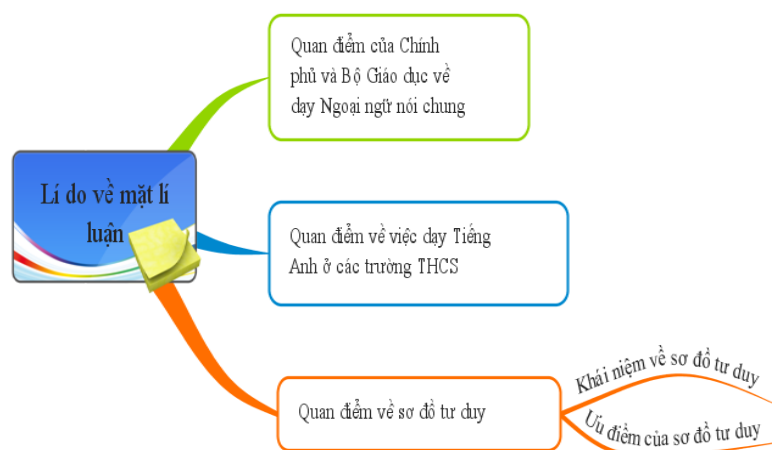 Quan điểm của Chính
phủ và Bộ Giáo dục về
dạy Ngoại ngữ nói chung
Lí do về mặt lí
luận
Quan điểm về việc dạy Tiếng
Anh ở các trường THCS
Quan điểm về sơ đồ tư duy
Khái niệm về sơ đồ tư duy
Ưu điểm của sơ đồ tư duy